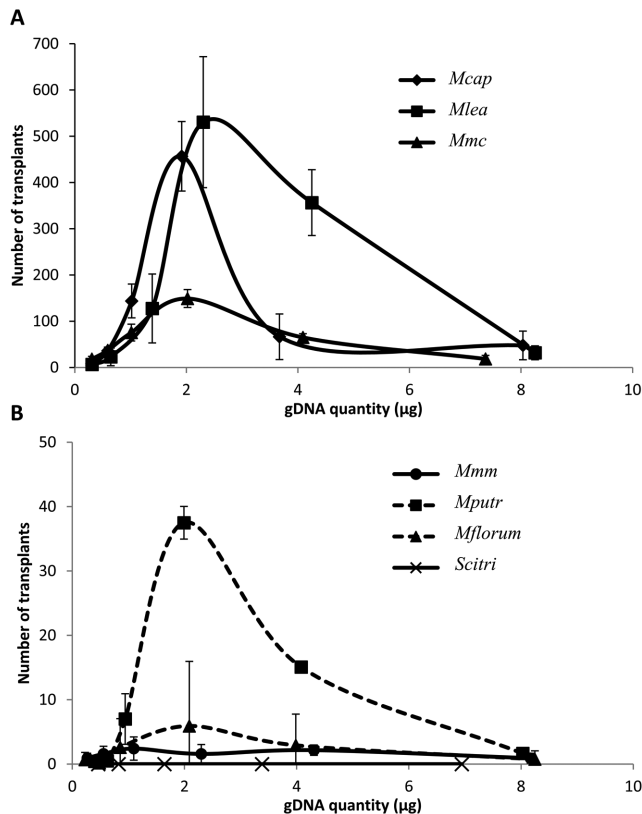 A
700
600
500
400
300
200
100
0
Number of transplants
Mcap
Mlea
Mmc
0 2 4 6 8 10
gDNA quantity (µg)
B
50
40
30
20
10
0
Number of transplants
Mmm
Mputr
Mflorum
Scitri
0 2 4 6 8 10
gDNA quantity (µg)